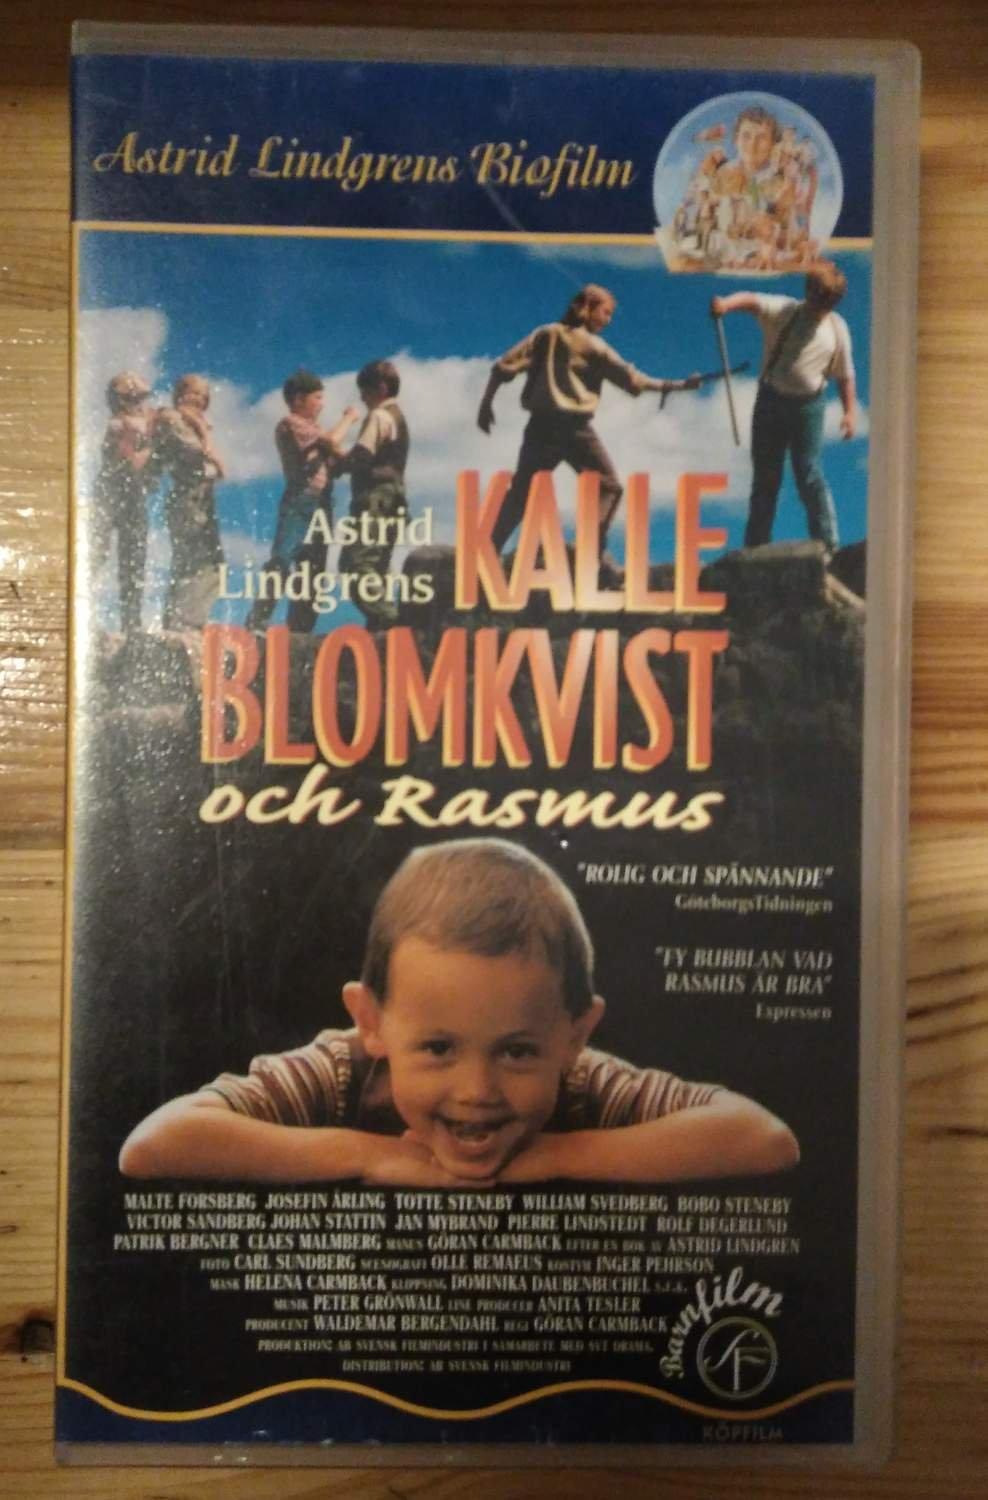 Astrid Lindgrens Biofilm
Astrid
Lindgrens
KALLE
BLOMKVIST
och Rasmus
"ROLIG OCH SPÄNNANDE"
GöteborgsTidningen
"FY BUBBLAN VAD
RASMUS ÄR BRA"
Expressen
MALTE FORSBERG JOSEFIN ÅRLING TOTTE STENEBY WILLIAM SVEDBERG BOBO STENEBY
VICTOR SANDBERG JOHAN STATTIN JAN MYBRAND PIERRE LINDSTEDT ROLF DEGERLUND
PATRIK BERGNER CLAES MALMBERG MANUS GÖRAN CARMBACK EFTER EN BOK AV ASTRID LINDGREN
FOTO CARL SUNDBERG SCENOGRAFI OLLE REMAEUS KOSTYM INGER PEHRSON
MASK HELENA CARMBACK KLIPPNING DOMINIKA DAUBENBUCHEL S.F.K.
MUSIK PETER GRÖNWALL LINE PRODUCER ANITA TESLER
PRODUCENT WALDEMAR BERGENDAHL REGI GÖRAN CARMBACK
PRODUKTION: AB SVENSK FILMINDUSTRI I SAMARBETE MED SVT DRAMA.
DISTRIBUTION: AB SVENSK FILMINDUSTRI
Barnfilm
SF
KÖPFILM